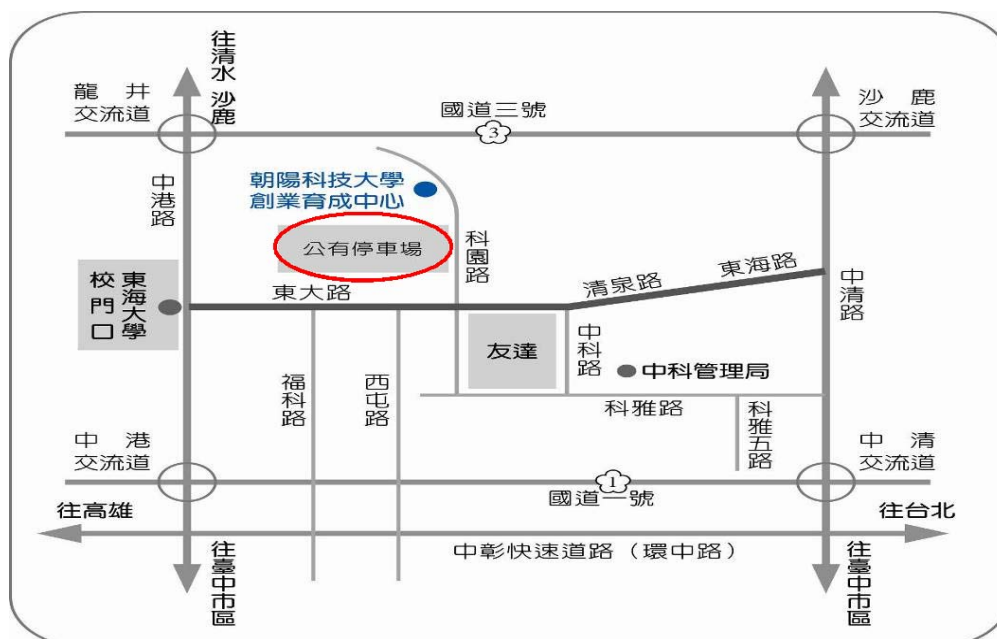 往清水 沙鹿
龍井
交流道
國道三號
3
沙鹿
交流道
中港路
朝陽科技大學
創業育成中心
公有停車場
科園路
東大路
清泉路
東海路
中清路
東海大學
校門口
友達
中科路
中科管理局
福科路
西屯路
科雅路
科雅五路
中港
交流道
1
國道一號
中清
交流道
往高雄
往台北
中彰快速道路（環中路）
往臺中市區
往臺中市區